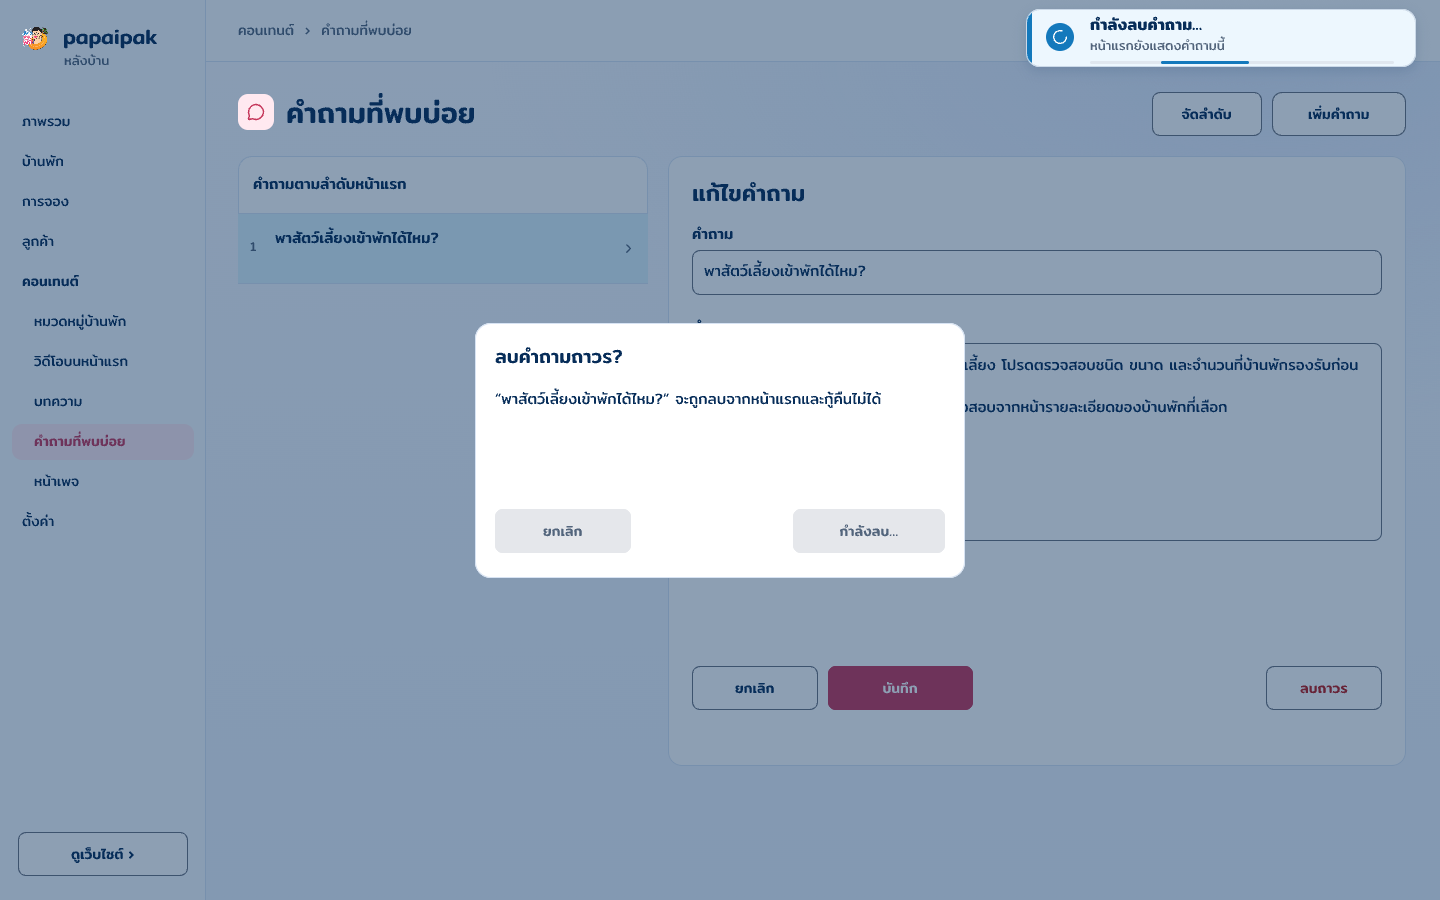 papaipak
หลังบ้าน
ภาพรวม
บ้านพัก
การจอง
ลูกค้า
คอนเทนต์
หมวดหมู่บ้านพัก
วิดีโอบนหน้าแรก
บทความ
คำถามที่พบบ่อย
หน้าเพจ
ตั้งค่า
ดูเว็บไซต์ ›
คอนเทนต์ › คำถามที่พบบ่อย
กำลังลบคำถาม...
หน้าแรกยังแสดงคำถามนี้
คำถามที่พบบ่อย
จัดลำดับ
เพิ่มคำถาม
คำถามตามลำดับหน้าแรก
1 พาสัตว์เลี้ยงเข้าพักได้ไหม?
แก้ไขคำถาม
คำถาม
พาสัตว์เลี้ยงเข้าพักได้ไหม?
เลี้ยง โปรดตรวจสอบชนิด ขนาด และจำนวนที่บ้านพักรองรับก่อน
สอบจากหน้ารายละเอียดของบ้านพักที่เลือก
ยกเลิก
บันทึก
ลบถาวร
ลบคำถามถาวร?
“พาสัตว์เลี้ยงเข้าพักได้ไหม?” จะถูกลบจากหน้าแรกและกู้คืนไม่ได้
ยกเลิก
กำลังลบ...